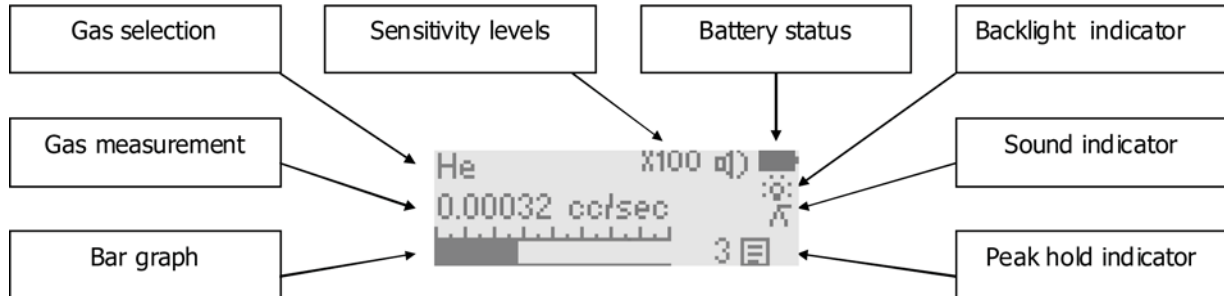 Gas selection
Sensitivity levels
Battery status
Backlight indicator
Gas measurement
Sound indicator
He
X100
0.00032 cc/sec
Bar graph
3
Peak hold indicator